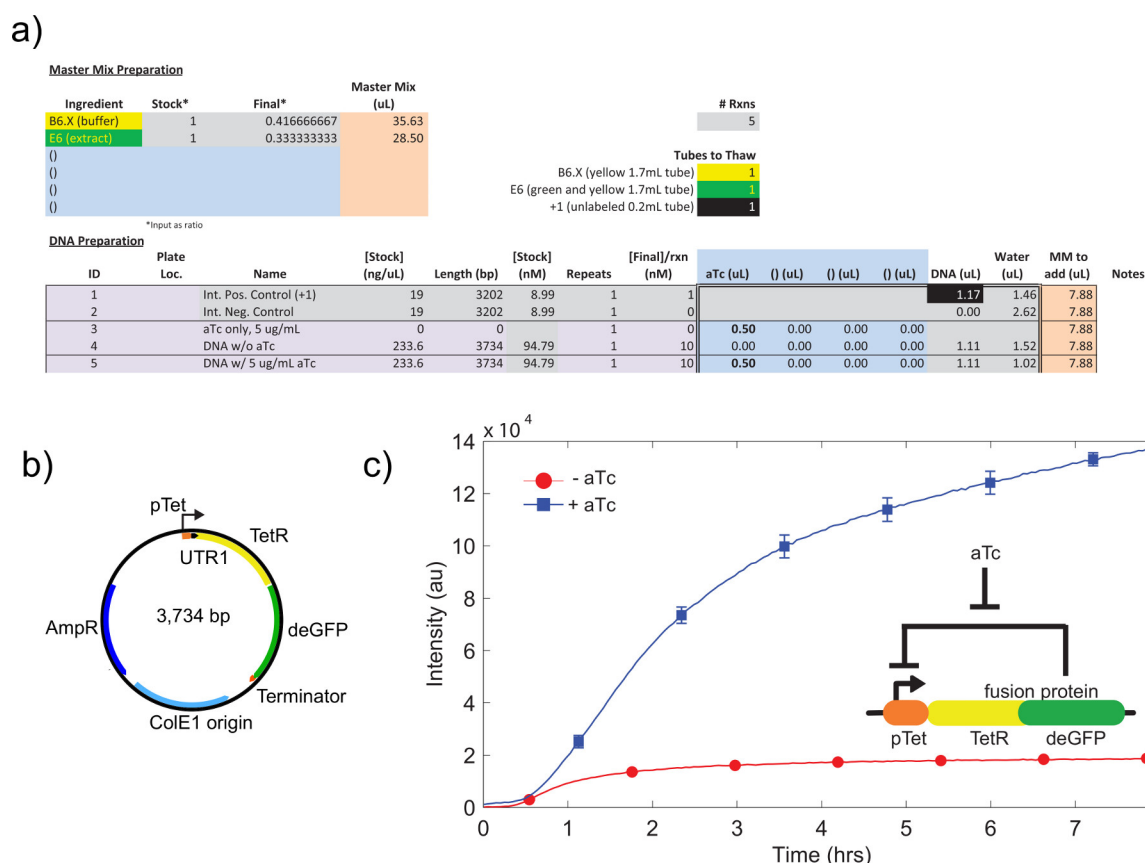 a)
Master Mix Preparation
Ingredient Stock* Final* Master Mix (uL)
B6.X (buffer) 1 0.416666667 35.63
E6 (extract) 1 0.333333333 28.50
()
()
()
()
*Input as ratio
# Rxns
5
Tubes to Thaw
B6.X (yellow 1.7mL tube) 1
E6 (green and yellow 1.7mL tube) 1
+1 (unlabeled 0.2mL tube) 1
DNA Preparation
ID Plate Loc. Name [Stock] ng/uL) Length (bp) [Stock] (nM) Repeats [Final]/rxn (nM) aTc (uL) () (uL) () (uL) () (uL) DNA (uL) Water (uL) MM to add (uL) Notes
1 Int. Pos. Control (+1) 19 3202 8.99 1 1 1.17 1.46 7.88
2 Int. Neg. Control 19 3202 8.99 1 0 0.00 2.62 7.88
3 aTc only, 5 ug/mL 0 0 1 0 0.50 0.00 0.00 0.00 7.88
4 DNA w/o aTc 233.6 3734 94.79 1 10 0.00 0.00 0.00 0.00 1.11 1.52 7.88
5 DNA w/ 5 ug/mL aTc 233.6 3734 94.79 1 10 0.50 0.00 0.00 0.00 1.11 1.02 7.88
b)
pTet
TetR
UTR1
3,734 bp
AmpR
deGFP
Terminator
ColE1 origin
c)
x 10 4
14
12
10
8
6
4
2
0
Intensity (au)
- aTc
+ aTc
aTc
fusion protein
pTet TetR deGFP
0 1 2 3 4 5 6 7
Time (hrs)